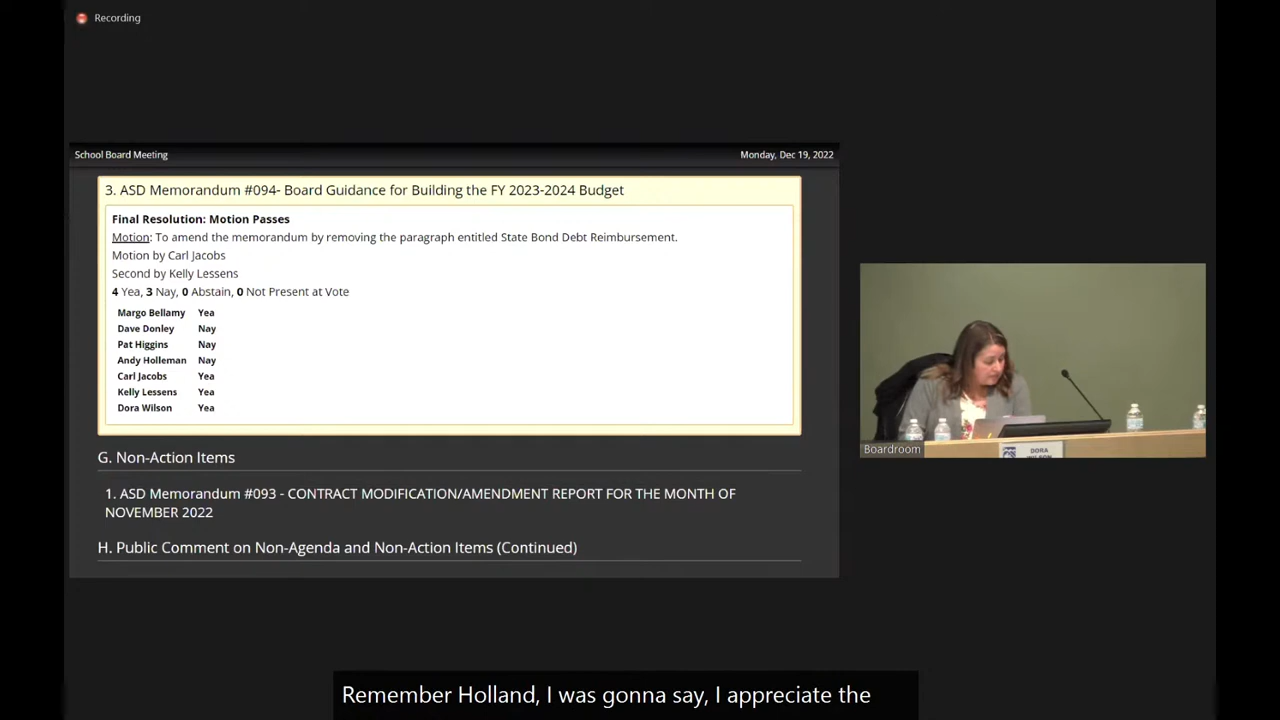 Recording
School Board Meeting
Monday, Dec 19, 2022
3. ASD Memorandum #094- Board Guidance for Building the FY 2023-2024 Budget
Final Resolution: Motion Passes
Motion: To amend the memorandum by removing the paragraph entitled State Bond Debt Reimbursement.
Motion by Carl Jacobs
Second by Kelly Lessens
4 Yea, 3 Nay, 0 Abstain, 0 Not Present at Vote
Margo Bellamy Yea
Dave Donley Nay
Pat Higgins Nay
Andy Holleman Nay
Carl Jacobs Yea
Kelly Lessens Yea
Dora Wilson Yea
G. Non-Action Items
1. ASD Memorandum #093 - CONTRACT MODIFICATION/AMENDMENT REPORT FOR THE MONTH OF
NOVEMBER 2022
H. Public Comment on Non-Agenda and Non-Action Items (Continued)
Boardroom
DORA
WILSON
Remember Holland, I was gonna say, I appreciate the